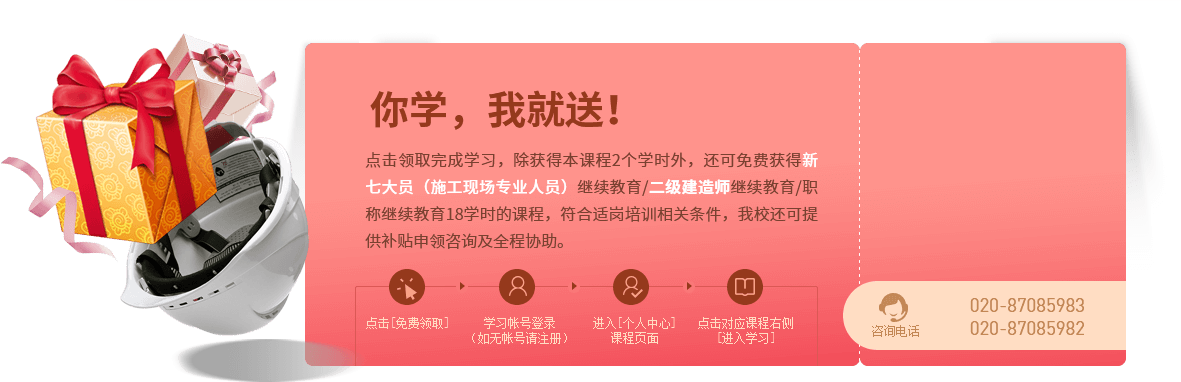 你学，我就送！
点击领取完成学习，除获得本课程2个学时外，还可免费获得新
七大员（施工现场专业人员）继续教育/二级建造师继续教育/职
称继续教育18学时的课程，符合适岗培训相关条件，我校还可提
供补贴申领咨询及全程协助。
点击[免费领取]
学习帐号登录
（如无帐号请注册）
进入[个人中心]
课程页面
点击对应课程右侧
[进入学习]
咨询电话
020-87085983
020-87085982